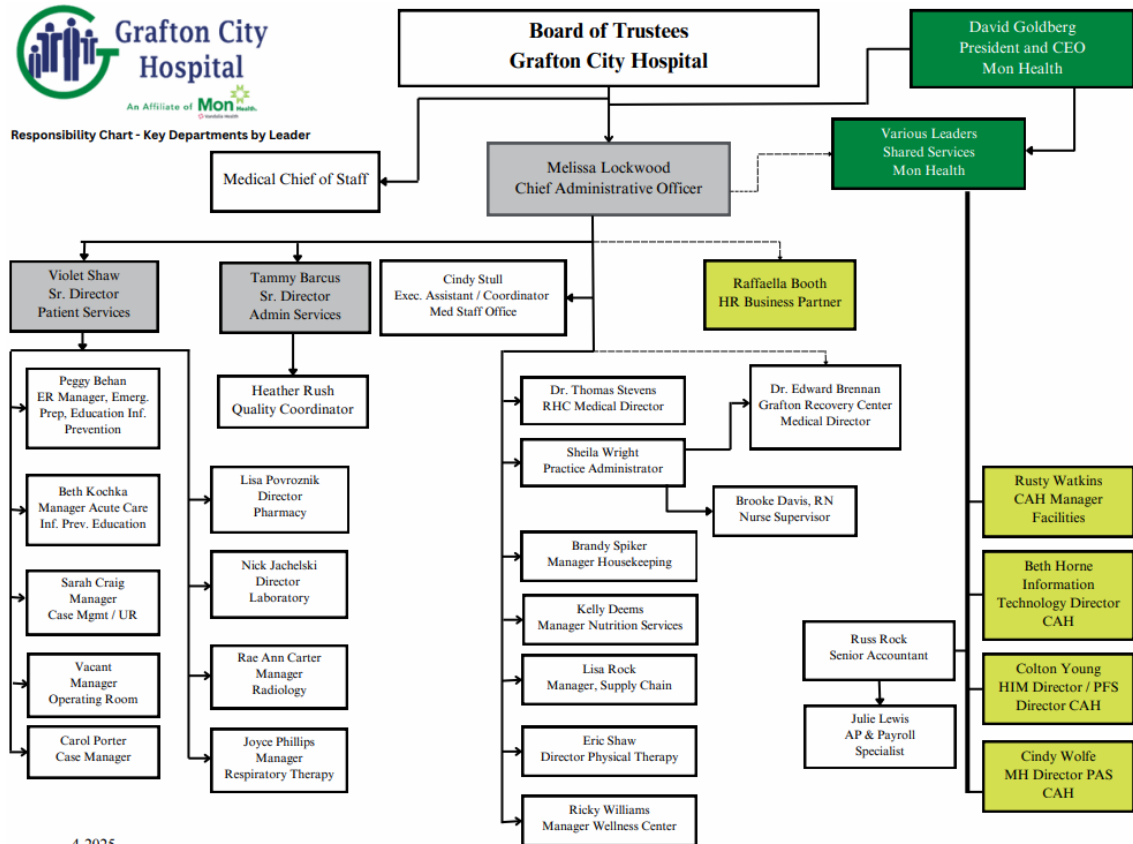 Grafton City
Hospital
An Affiliate of Mon Health.
Vandalia Health
Responsibility Chart - Key Departments by Leader
Board of Trustees
Grafton City Hospital
David Goldberg
President and CEO
Mon Health
Various Leaders
Shared Services
Mon Health
Medical Chief of Staff
Melissa Lockwood
Chief Administrative Officer
Violet Shaw
Sr. Director
Patient Services
Tammy Barcus
Sr. Director
Admin Services
Cindy Stull
Exec. Assistant / Coordinator
Med Staff Office
Raffaella Booth
HR Business Partner
Peggy Behan
ER Manager, Emerg.
Prep, Education Inf.
Prevention
Beth Kochka
Manager Acute Care
Inf. Prev. Education
Sarah Craig
Manager
Case Mgmt / UR
Vacant
Manager
Operating Room
Carol Porter
Case Manager
Heather Rush
Quality Coordinator
Lisa Povroznik
Director
Pharmacy
Nick Jachelski
Director
Laboratory
Rae Ann Carter
Manager
Radiology
Joyce Phillips
Manager
Respiratory Therapy
Dr. Thomas Stevens
RHC Medical Director
Sheila Wright
Practice Administrator
Dr. Edward Brennan
Grafton Recovery Center
Medical Director
Brooke Davis, RN
Nurse Supervisor
Brandy Spiker
Manager Housekeeping
Kelly Deems
Manager Nutrition Services
Lisa Rock
Manager, Supply Chain
Eric Shaw
Director Physical Therapy
Ricky Williams
Manager Wellness Center
Russ Rock
Senior Accountant
Julie Lewis
AP & Payroll
Specialist
Rusty Watkins
CAH Manager
Facilities
Beth Horne
Information
Technology Director
CAH
Colton Young
HIM Director / PFS
Director CAH
Cindy Wolfe
MH Director PAS
CAH
4-2025